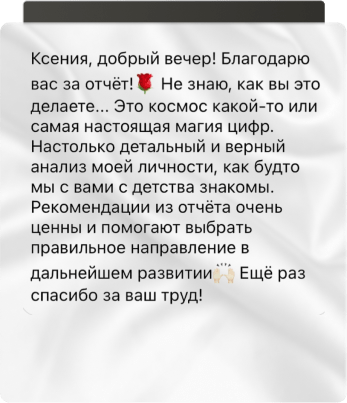 Ксения, добрый вечер! Благодарю
вас за отчёт!🌹 Не знаю, как вы это
делаете... Это космос какой-то или
самая настоящая магия цифр.
Настолько детальный и верный
анализ моей личности, как будто
мы с вами с детства знакомы.
Рекомендации из отчёта очень
ценны и помогают выбрать
правильное направление в
дальнейшем развитии🙌🏻 Ещё раз
спасибо за ваш труд!